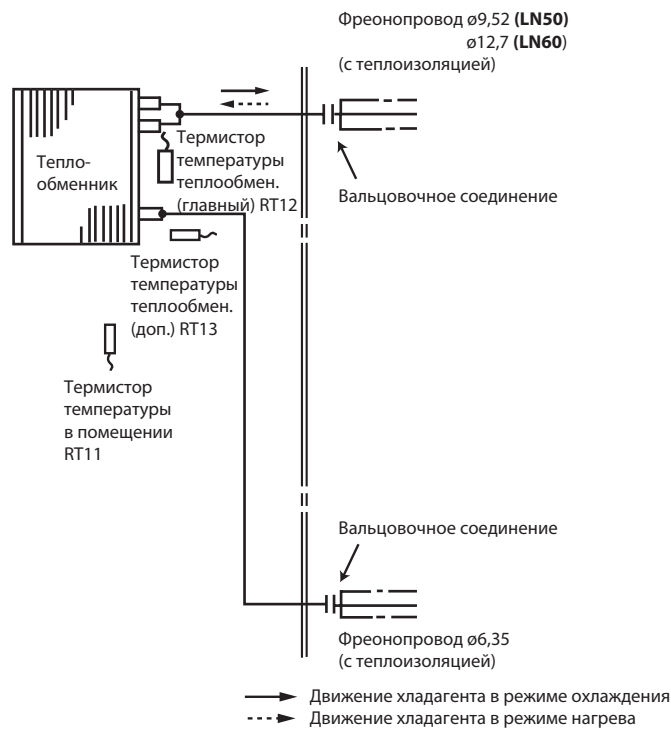 Фреонопровод ø9,52 (LN50)
ø12,7 (LN60)
(с теплоизоляцией)
Тепло-
обменник
Термистор
температуры
теплообмен.
(главный) RT12
Вальцовочное соединение
Термистор
температуры
теплообмен.
(доп.) RT13
Термистор
температуры
в помещении
RT11
Вальцовочное соединение
Фреонопровод ø6,35
(с теплоизоляцией)
Движение хладагента в режиме охлаждения
Движение хладагента в режиме нагрева